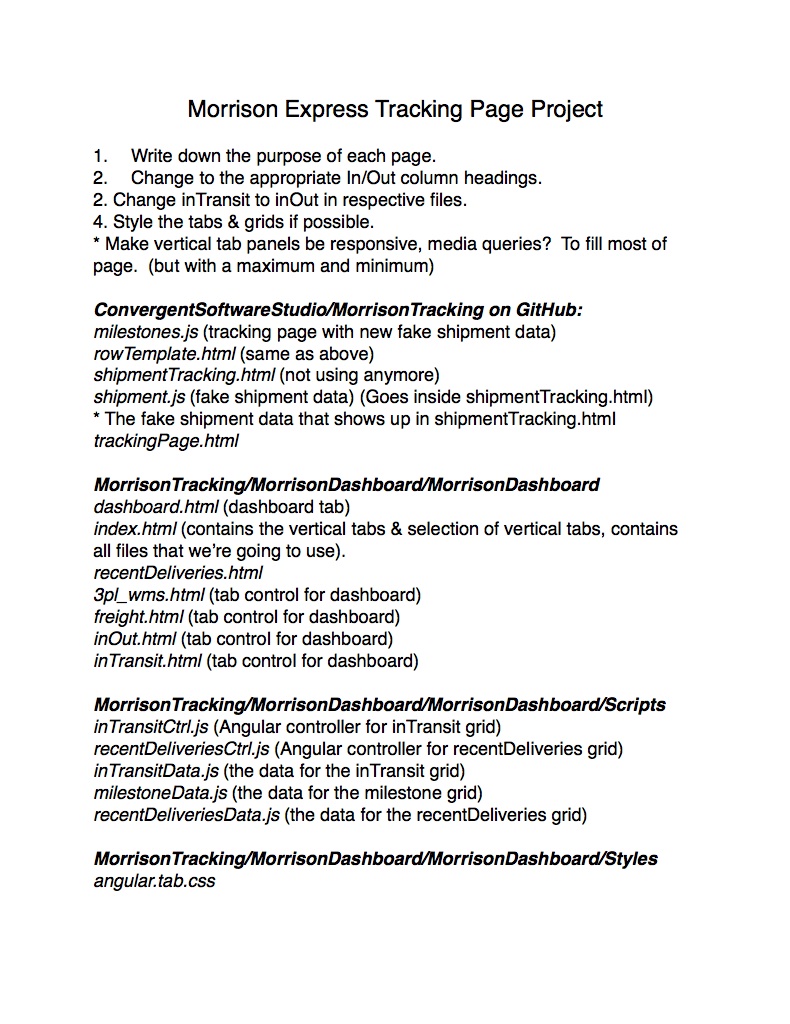 Morrison Express Tracking Page Project
1. Write down the purpose of each page.
2. Change to the appropriate In/Out column headings.
2. Change inTransit to inOut in respective files.
4. Style the tabs & grids if possible.
* Make vertical tab panels be responsive, media queries?  To fill most of
page.  (but with a maximum and minimum)
ConvergentSoftwareStudio/MorrisonTracking on GitHub:
milestones.js (tracking page with new fake shipment data)
rowTemplate.html (same as above)
shipmentTracking.html (not using anymore)
shipment.js (fake shipment data) (Goes inside shipmentTracking.html)
* The fake shipment data that shows up in shipmentTracking.html
trackingPage.html
MorrisonTracking/MorrisonDashboard/MorrisonDashboard
dashboard.html (dashboard tab)
index.html (contains the vertical tabs & selection of vertical tabs, contains
all files that we're going to use).
recentDeliveries.html
3pl_wms.html (tab control for dashboard)
freight.html (tab control for dashboard)
inOut.html (tab control for dashboard)
inTransit.html (tab control for dashboard)
MorrisonTracking/MorrisonDashboard/MorrisonDashboard/Scripts
inTransitCtrl.js (Angular controller for inTransit grid)
recentDeliveriesCtrl.js (Angular controller for recentDeliveries grid)
inTransitData.js (the data for the inTransit grid)
milestoneData.js (the data for the milestone grid)
recentDeliveriesData.js (the data for the recentDeliveries grid)
MorrisonTracking/MorrisonDashboard/MorrisonDashboard/Styles
angular.tab.css